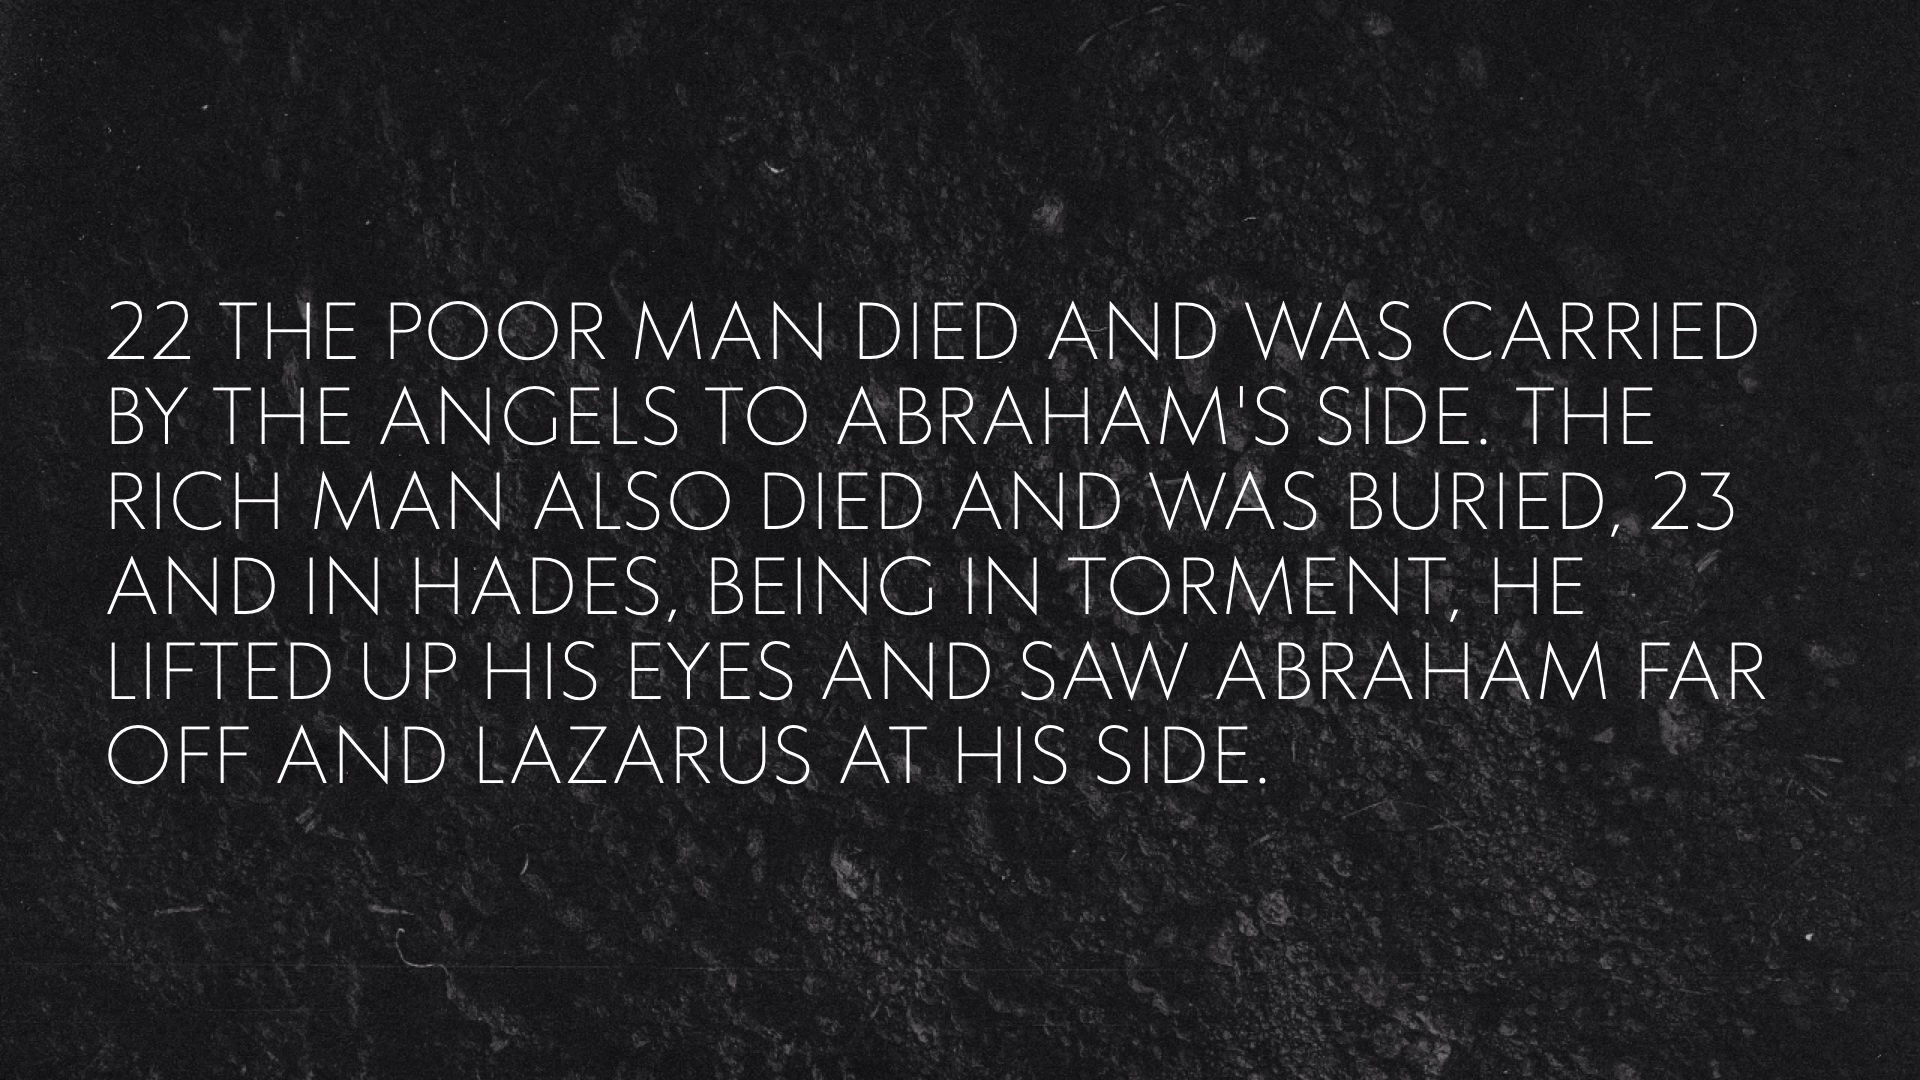 22 THE POOR MAN DIED AND WAS CARRIED
BY THE ANGELS TO ABRAHAM'S SIDE. THE
RICH MAN ALSO DIED AND WAS BURIED, 23
AND IN HADES, BEING IN TORMENT, HE
LIFTED UP HIS EYES AND SAW ABRAHAM FAR
OFF AND LAZARUS AT HIS SIDE.